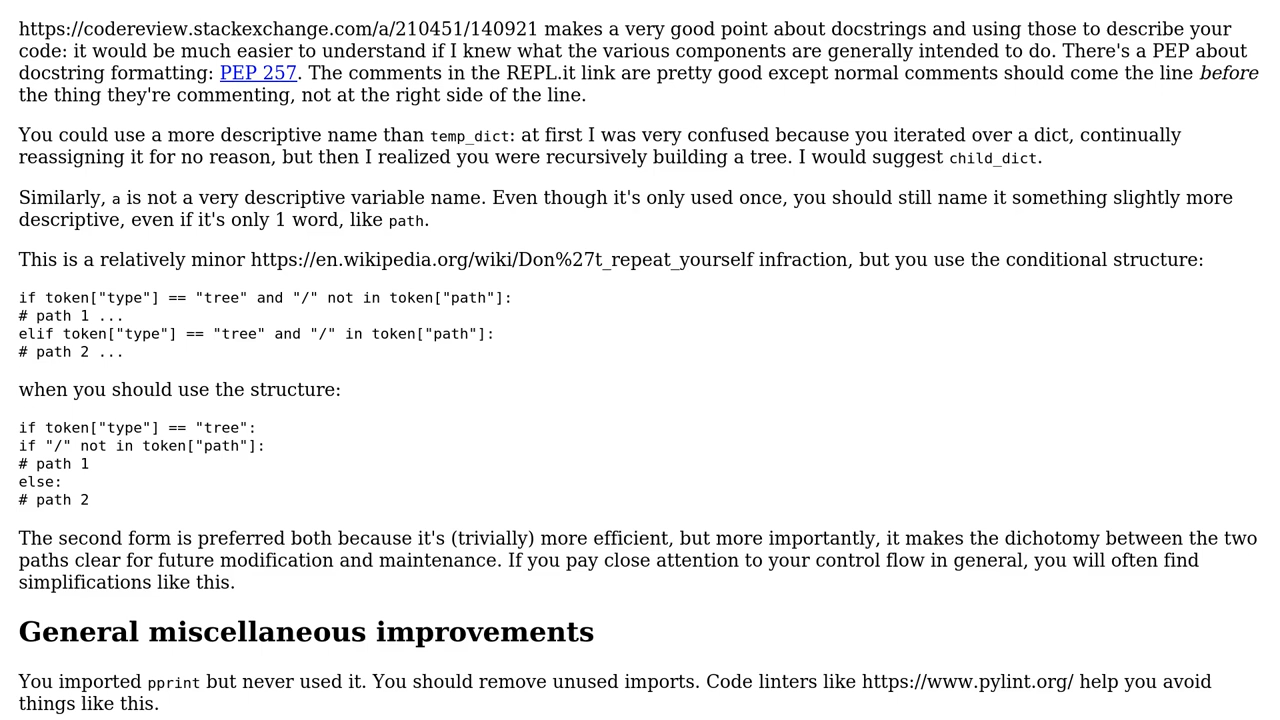 https://codereview.stackexchange.com/a/210451/140921 makes a very good point about docstrings and using those to describe your
code: it would be much easier to understand if I knew what the various components are generally intended to do. There's a PEP about
docstring formatting: PEP 257. The comments in the REPL.it link are pretty good except normal comments should come the line before
the thing they're commenting, not at the right side of the line.
You could use a more descriptive name than temp_dict: at first I was very confused because you iterated over a dict, continually
reassigning it for no reason, but then I realized you were recursively building a tree. I would suggest child_dict.
Similarly, a is not a very descriptive variable name. Even though it's only used once, you should still name it something slightly more
descriptive, even if it's only 1 word, like path.
This is a relatively minor https://en.wikipedia.org/wiki/Don%27t_repeat_yourself infraction, but you use the conditional structure:
if token["type"] == "tree" and "/" not in token["path"]:
# path 1 ...
elif token["type"] == "tree" and "/" in token["path"]:
# path 2 ...
when you should use the structure:
if token["type"] == "tree":
if "/" not in token["path"]:
# path 1
else:
# path 2
The second form is preferred both because it's (trivially) more efficient, but more importantly, it makes the dichotomy between the two
paths clear for future modification and maintenance. If you pay close attention to your control flow in general, you will often find
simplifications like this.
General miscellaneous improvements
You imported pprint but never used it. You should remove unused imports. Code linters like https://www.pylint.org/ help you avoid
things like this.